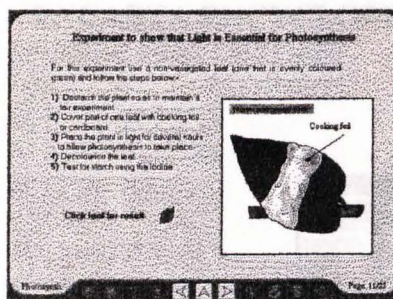 Experiment to show that Light is Essential for Photosynthesis
For this experiment use a non-variegated leaf (one that is evenly coloured
green) and follow the steps below:-
1) Destarch the plant so as to maintain a
fair experiment
2) Cover part of one leaf with cooking foil
or cardboard
3) Place the plant in light for several hours
to allow photosynthesis to take place
4) Decolourise the leaf
5) Test for starch using the Iodine
Cooking foil
Click leaf for result
Photosynth
Page 11/23